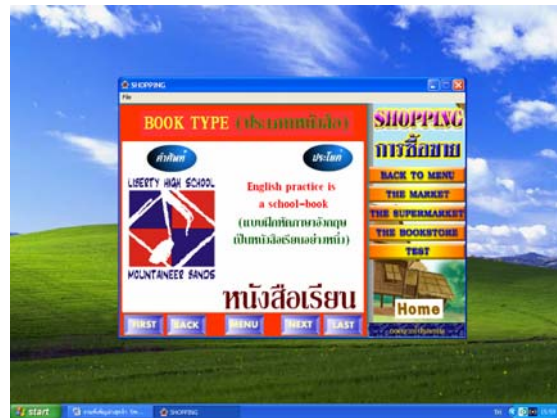 SHOPPING
File
BOOK TYPE (ประเภทหนังสือ)
คำศัพท์
ประโยค
LIBERTY HIGH SCHOOL
MOUNTAINEER BANDS
English practice is
a school-book
(แบบฝึกหัดภาษาอังกฤษ
เป็นหนังสือเรียนอย่างหนึ่ง)
หนังสือเรียน
FIRST
BACK
MENU
NEXT
LAST
SHOPPING
การซื้อขาย
BACK TO MENU
THE MARKET
THE SUPERMARKET
THE BOOKSTORE
TEST
Home
start
SHOPPING
TH